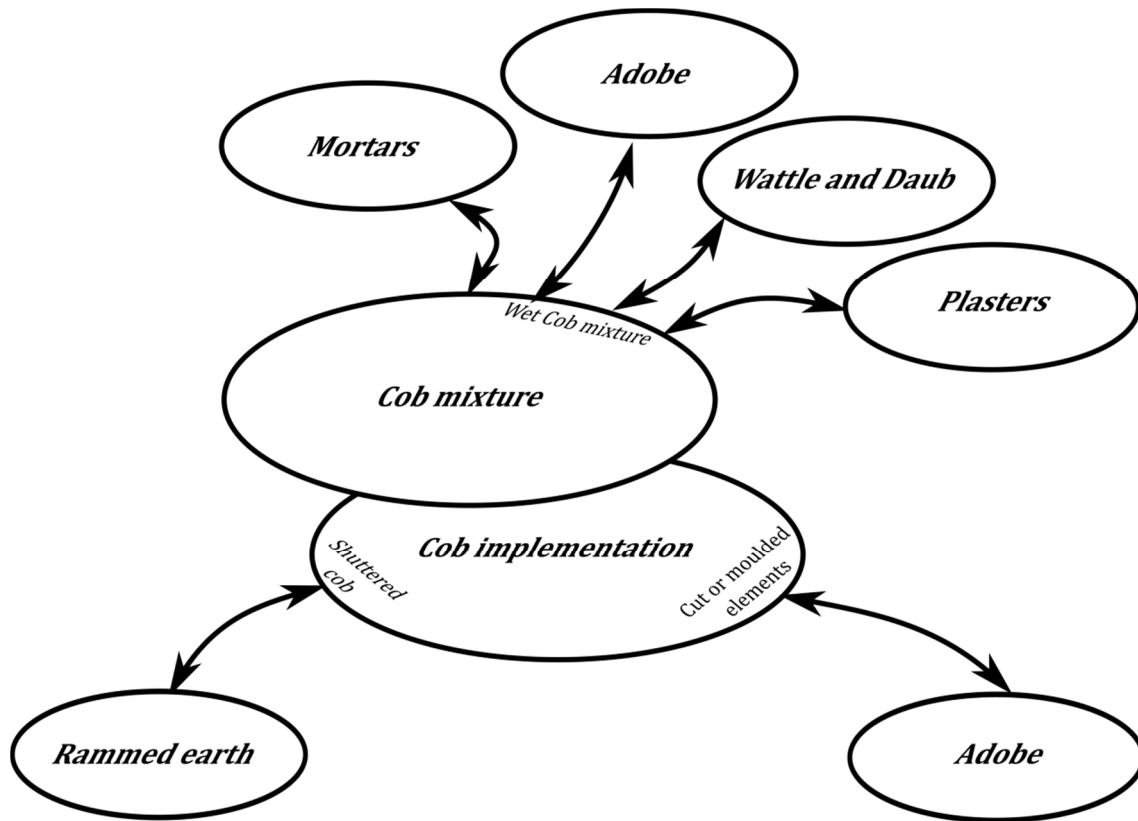 Adobe
Mortars
Wattle and Daub
Plasters
Wet Cob mixture
Cob mixture
Cob implementation
Shuttered
cob
Cut or moulded
elements
Rammed earth
Adobe